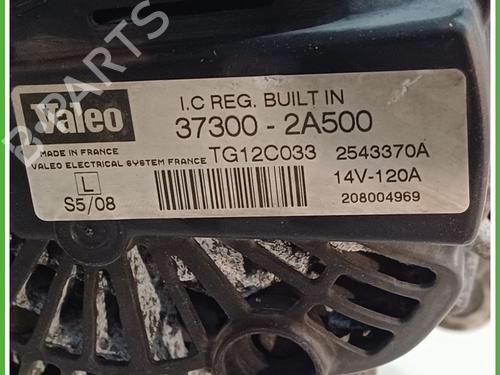 Valeo
I.C REG. BUILT IN
37300 - 2A500
MADE IN FRANCE
VALEO ELECTRICAL SYSTEM FRANCE
TG12C033 2543370A
L
14V-120A
S5/08
208004969
B-PARTS